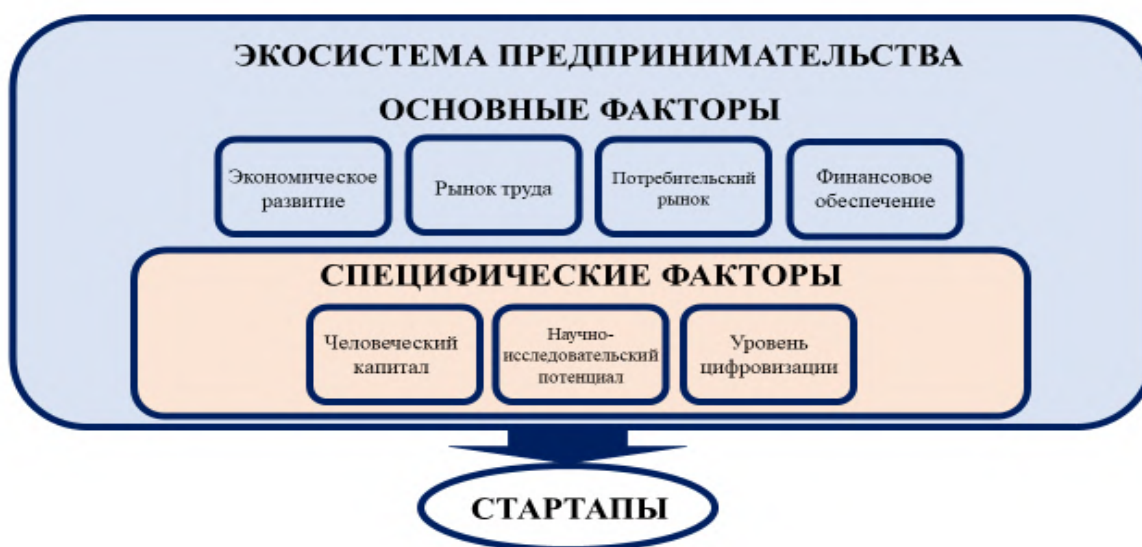 ЭКОСИСТЕМА ПРЕДПРИНИМАТЕЛЬСТВА
ОСНОВНЫЕ ФАКТОРЫ
Экономическое
развитие
Рынок труда
Потребительский
рынок
Финансовое
обеспечение
СПЕЦИФИЧЕСКИЕ ФАКТОРЫ
Человеческий
капитал
Научно-
исследовательский
потенциал
Уровень
цифровизации
СТАРТАПЫ